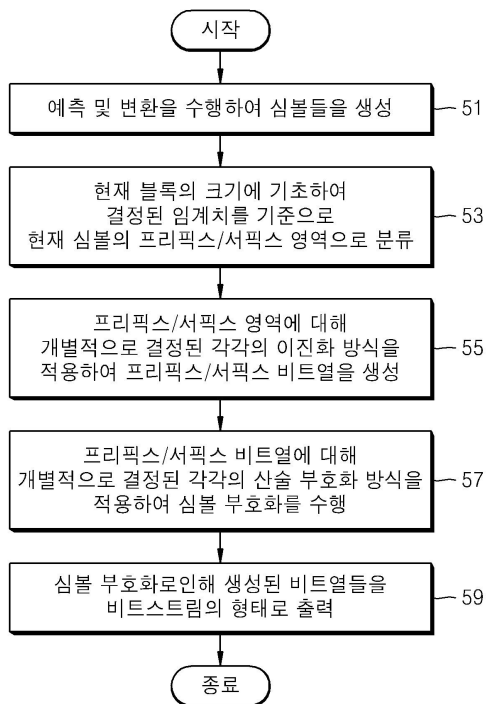 시작
예측 및 변환을 수행하여 심볼들을 생성
51
현재 블록의 크기에 기초하여
결정된 임계치를 기준으로
현재 심볼의 프리픽스/서픽스 영역으로 분류
53
프리픽스/서픽스 영역에 대해
개별적으로 결정된 각각의 이진화 방식을
적용하여 프리픽스/서픽스 비트열을 생성
55
프리픽스/서픽스 비트열에 대해
개별적으로 결정된 각각의 산술 부호화 방식을
적용하여 심볼 부호화를 수행
57
심볼 부호화로인해 생성된 비트열들을
비트스트림의 형태로 출력
59
종료